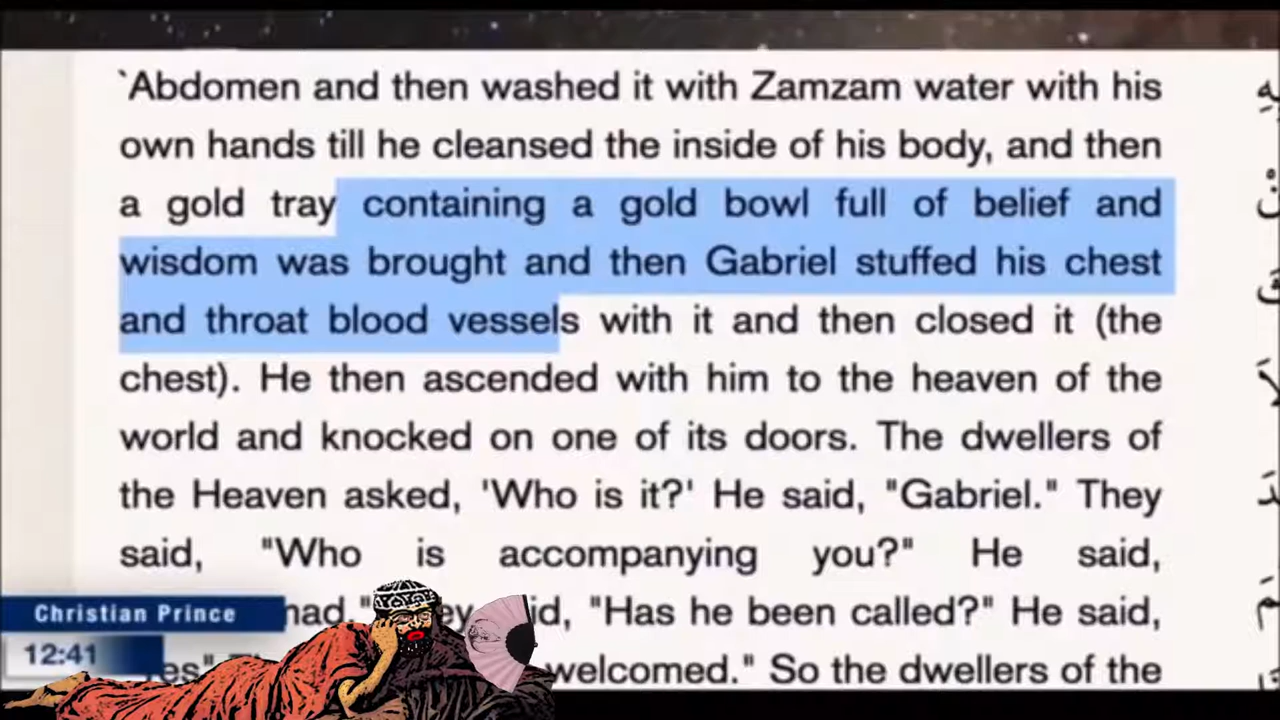 `Abdomen and then washed it with Zamzam water with his
own hands till he cleansed the inside of his body, and then
a gold tray containing a gold bowl full of belief and
wisdom was brought and then Gabriel stuffed his chest
and throat blood vessels with it and then closed it (the
chest). He then ascended with him to the heaven of the
world and knocked on one of its doors. The dwellers of
the Heaven asked, 'Who is it?' He said, "Gabriel." They
said, "Who is accompanying you?" He said,
"Has he been called?" He said,
welcomed." So the dwellers of the
Christian Prince
12:41